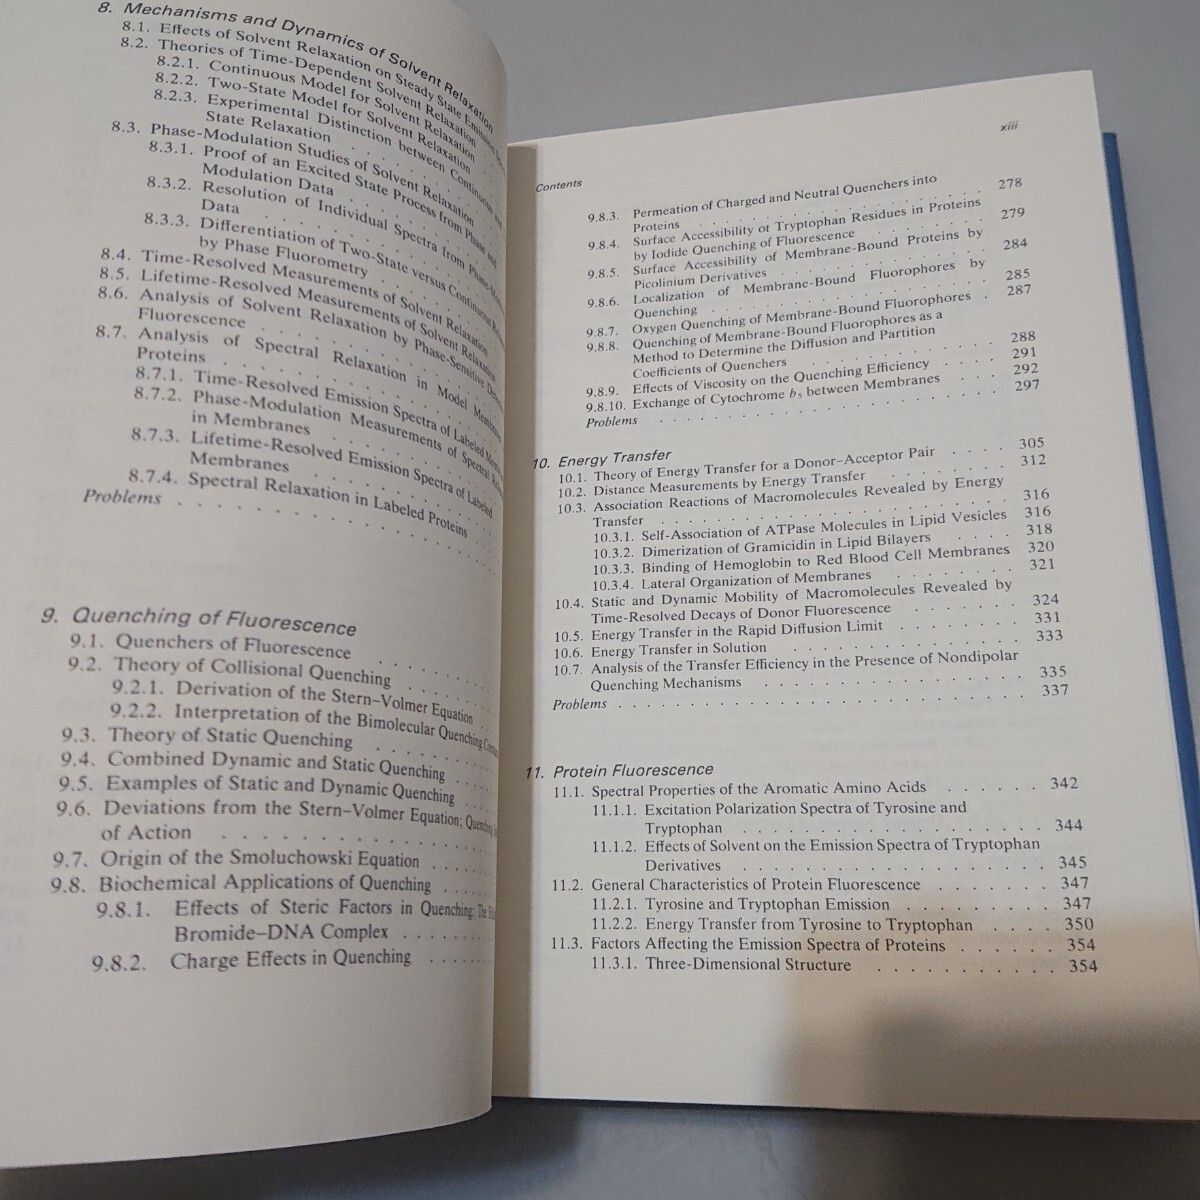 8. Mechanisms and Dynamics of Solvent Relaxation
8.1. Effects of Solvent Relaxation on Steady State Emission
8.2. Theories of Time-Dependent Solvent Relaxation
8.2.1. Continuous Model for Solvent Relaxation
8.2.2. Two-State Model for Solvent Relaxation
8.2.3. Experimental Distinction between Continuous and
State Relaxation . . . . . . . . .
8.3. Phase-Modulation Studies of Solvent Relaxation
8.3.1. Proof of an Excited State Process from Phase and
Modulation Data . . . . . . . . .
8.3.2. Resolution of Individual Spectra from Phase-
Data . . . . . . . . . . . .
8.3.3. Differentiation of Two-State versus Continuous
by Phase Fluorometry . . . . . . .
8.4. Time-Resolved Measurements of Solvent Relaxation
8.5. Lifetime-Resolved Measurements of Solvent Relaxation
8.6. Analysis of Solvent Relaxation by Phase-Sensitive
Fluorescence . . . . . . . . . . .
8.7. Analysis of Spectral Relaxation in Model
Proteins . . . . . . . . . . . . .
8.7.1. Time-Resolved Emission Spectra of Labeled
8.7.2. Phase-Modulation Measurements of Spectral
in Membranes . . . . . . . . . .
8.7.3. Lifetime-Resolved Emission Spectra of Labeled
Membranes . . . . . . . . . . .
8.7.4. Spectral Relaxation in Labeled Proteins
Problems . . . . . . . . . . . . . .
9. Quenching of Fluorescence
9.1. Quenchers of Fluorescence . . . . . . .
9.2. Theory of Collisional Quenching . . . . .
9.2.1. Derivation of the Stern–Volmer Equation
9.2.2. Interpretation of the Bimolecular Quenching
9.3. Theory of Static Quenching . . . . . . .
9.4. Combined Dynamic and Static Quenching . . .
9.5. Examples of Static and Dynamic Quenching . . .
9.6. Deviations from the Stern–Volmer Equation;
of Action . . . . . . . . . . . . .
9.7. Origin of the Smoluchowski Equation . . . .
9.8. Biochemical Applications of Quenching . . . .
9.8.1. Effects of Steric Factors in Quenching: The
Bromide–DNA Complex . . . . . . .
9.8.2. Charge Effects in Quenching . . . . .
Contents xiii
9.8.3. Permeation of Charged and Neutral Quenchers into
Proteins . . . . . . . . . . . . . . 278
9.8.4. Surface Accessibility of Tryptophan Residues in Proteins
by Iodide Quenching of Fluorescence . . . . . . 279
9.8.5. Surface Accessibility of Membrane-Bound Proteins by
Picolinium Derivatives . . . . . . . . . . 284
9.8.6. Localization of Membrane-Bound Fluorophores by
Quenching . . . . . . . . . . . . . 285
9.8.7. Oxygen Quenching of Membrane-Bound Fluorophores . 287
9.8.8. Quenching of Membrane-Bound Fluorophores as a
Method to Determine the Diffusion and Partition
Coefficients of Quenchers . . . . . . . . . 288
9.8.9. Effects of Viscosity on the Quenching Efficiency . . . . 291
9.8.10. Exchange of Cytochrome b5 between Membranes . . . 292
Problems . . . . . . . . . . . . . . . . 297
10. Energy Transfer
10.1. Theory of Energy Transfer for a Donor–Acceptor Pair . . . . 305
10.2. Distance Measurements by Energy Transfer . . . . . . 312
10.3. Association Reactions of Macromolecules Revealed by Energy
Transfer . . . . . . . . . . . . . . . . 316
10.3.1. Self-Association of ATPase Molecules in Lipid Vesicles 316
10.3.2. Dimerization of Gramicidin in Lipid Bilayers . . . . 318
10.3.3. Binding of Hemoglobin to Red Blood Cell Membranes 320
10.3.4. Lateral Organization of Membranes . . . . . . 321
10.4. Static and Dynamic Mobility of Macromolecules Revealed by
Time-Resolved Decays of Donor Fluorescence . . . . . . 324
10.5. Energy Transfer in the Rapid Diffusion Limit . . . . . . 331
10.6. Energy Transfer in Solution . . . . . . . . . . 333
10.7. Analysis of the Transfer Efficiency in the Presence of Nondipolar
Quenching Mechanisms . . . . . . . . . . . . 335
Problems . . . . . . . . . . . . . . . . . 337
11. Protein Fluorescence
11.1. Spectral Properties of the Aromatic Amino Acids . . . . . . 342
11.1.1. Excitation Polarization Spectra of Tyrosine and
Tryptophan . . . . . . . . . . . . . . 344
11.1.2. Effects of Solvent on the Emission Spectra of Tryptophan
Derivatives . . . . . . . . . . . . . . 345
11.2. General Characteristics of Protein Fluorescence . . . . . . . 347
11.2.1. Tyrosine and Tryptophan Emission . . . . . . . . 347
11.2.2. Energy Transfer from Tyrosine to Tryptophan . . . . 350
11.3. Factors Affecting the Emission Spectra of Proteins . . . . . . 354
11.3.1. Three-Dimensional Structure . . . . . . . . . . 354